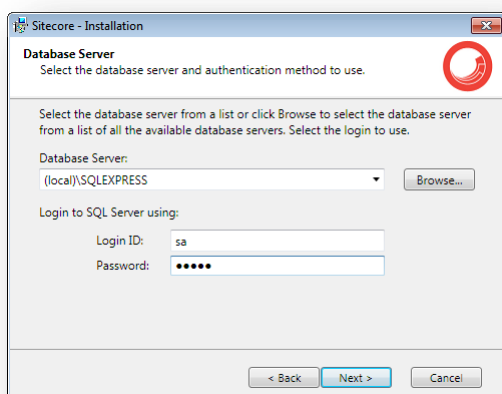 Sitecore - Installation
Database Server
Select the database server and authentication method to use.
Select the database server from a list or click Browse to select the database server
from a list of all the available database servers. Select the login to use.
Database Server:
(local)\SQLEXPRESS
Browse...
Login to SQL Server using:
Login ID: sa
Password: •••••
< Back Next > Cancel